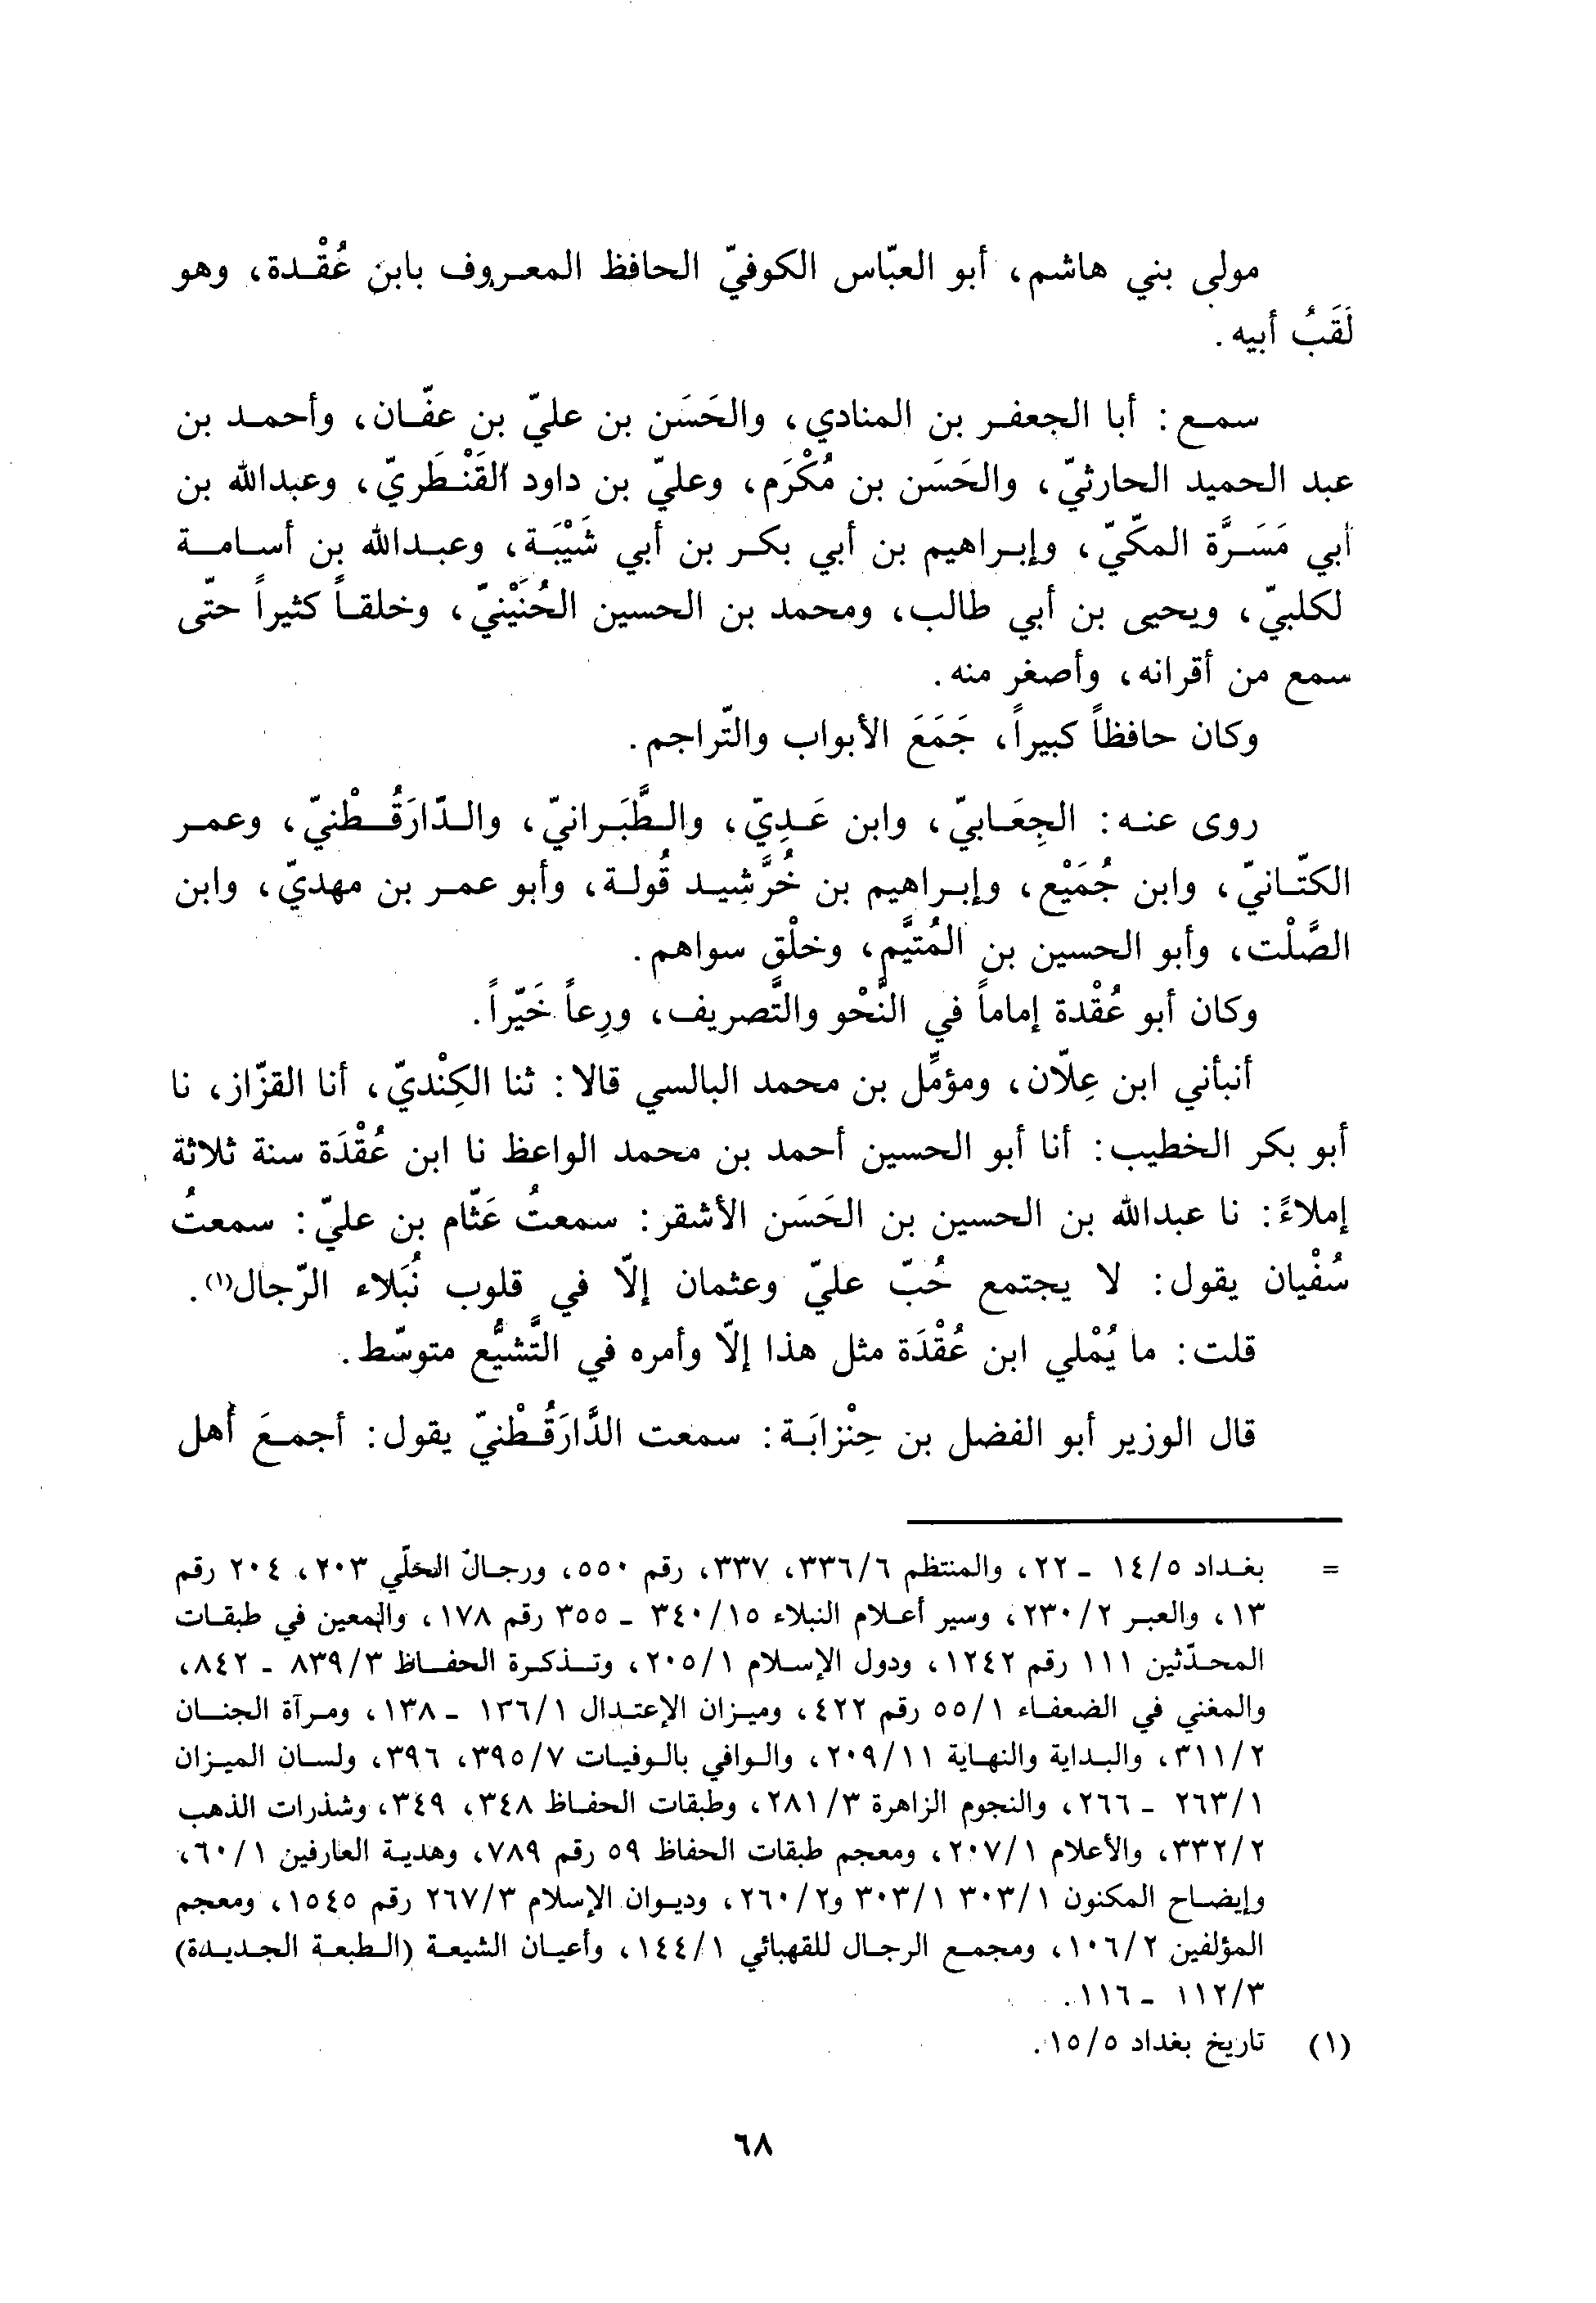 مولى بني هاشم، أبو العبّاس الكوفيّ الحافظ المعروف بابن عُقْدة، وهو
لَقَبُ أبيه.
سمع: أبا الجعفر بن المنادي، والحَسَن بن عليّ بن عفّان، وأحمد بن
عبد الحميد الحارثيّ، والحَسَن بن مُكْرَم، وعليّ بن داود القَنْطَريّ، وعبدالله بن
أبي مَسَرَّة المكّيّ، وإبراهيم بن أبي بكر بن أبي شَيْبَة، وعبدالله بن أسامة
لكلبيّ، ويحيى بن أبي طالب، ومحمد بن الحسين الحُنَيْنيّ، وخلقاً كثيراً حتّى
سمع من أقرانه، وأصغر منه.
وكان حافظاً كبيراً، جَمَعَ الأبواب والتّراجم.
روى عنه: الجِعَابيّ، وابن عَدِيّ، والطَّبَرانيّ، والدّارَقُطْنيّ، وعمر
الكتّانيّ، وابن جُمَيْع، وإبراهيم بن خُرَّشِيد قُولة، وأبو عمر بن مهديّ، وابن
الصَّلْت، وأبو الحسين بن المُتَيَّم، وخلْق سواهم.
وكان أبو عُقْدة إماماً في النَّحْو والتَّصريف، ورِعاً خَيّراً.
أنبأني ابن عِلّان، ومؤمِّل بن محمد البالسي قالا: ثنا الكِنْديّ، أنا القزّاز، نا
أبو بكر الخطيب: أنا أبو الحسين أحمد بن محمد الواعظ نا ابن عُقْدَة سنة ثلاثة
إملاءً: نا عبدالله بن الحسين بن الحَسَن الأشقر: سمعتُ عَثّام بن عليّ: سمعتُ
سُفْيان يقول: لا يجتمع حُبّ عليّ وعثمان إلّا في قلوب نُبَلاء الرّجال(١).
قلت: ما يُمْلي ابن عُقْدَة مثل هذا إلّا وأمره في التَّشيُّع متوسّط.
قال الوزير أبو الفضل بن حِنْزابَة: سمعت الدَّارَقُطْنيّ يقول: أجمعَ أهل
= بغداد ٥/ ١٤ - ٢٢، والمنتظم ٦/ ٣٣٦، ٣٣٧، رقم ٥٥٠، ورجال الحلّي ٢٠٣، ٢٠٤ رقم
١٣، والعبر ٢/ ٢٣٠، وسير أعلام النبلاء ١٥/ ٣٤٠ - ٣٥٥ رقم ١٧٨، والمعين في طبقات
المحدّثين ١١١ رقم ١٢٤٢، ودول الإسلام ١/ ٢٠٥، وتذكرة الحفاظ ٣/ ٨٣٩ - ٨٤٢،
والمغني في الضعفاء ١/ ٥٥ رقم ٤٢٢، وميزان الإعتدال ١/ ١٣٦ - ١٣٨، ومرآة الجنان
٢/ ٣١١، والبداية والنهاية ١١/ ٢٠٩، والوافي بالوفيات ٧/ ٣٩٥، ٣٩٦، ولسان الميزان
١/ ٢٦٣ - ٢٦٦، والنجوم الزاهرة ٣/ ٢٨١، وطبقات الحفاظ ٣٤٨، ٣٤٩، وشذرات الذهب
٢/ ٣٣٢، والأعلام ١/ ٢٠٧، ومعجم طبقات الحفاظ ٥٩ رقم ٧٨٩، وهدية العارفين ١/ ٦٠،
وإيضاح المكنون ١/ ٣٠٣ ١/ ٣٠٣ و٢/ ٢٦٠، وديوان الإسلام ٣/ ٢٦٧ رقم ١٥٤٥، ومعجم
المؤلفين ٢/ ١٠٦، ومجمع الرجال للقهبائي ١/ ١٤٤، وأعيان الشيعة (الطبعة الجديدة)
٣/ ١١٢ - ١١٦.
(١) تاريخ بغداد ٥/ ١٥.
٦٨